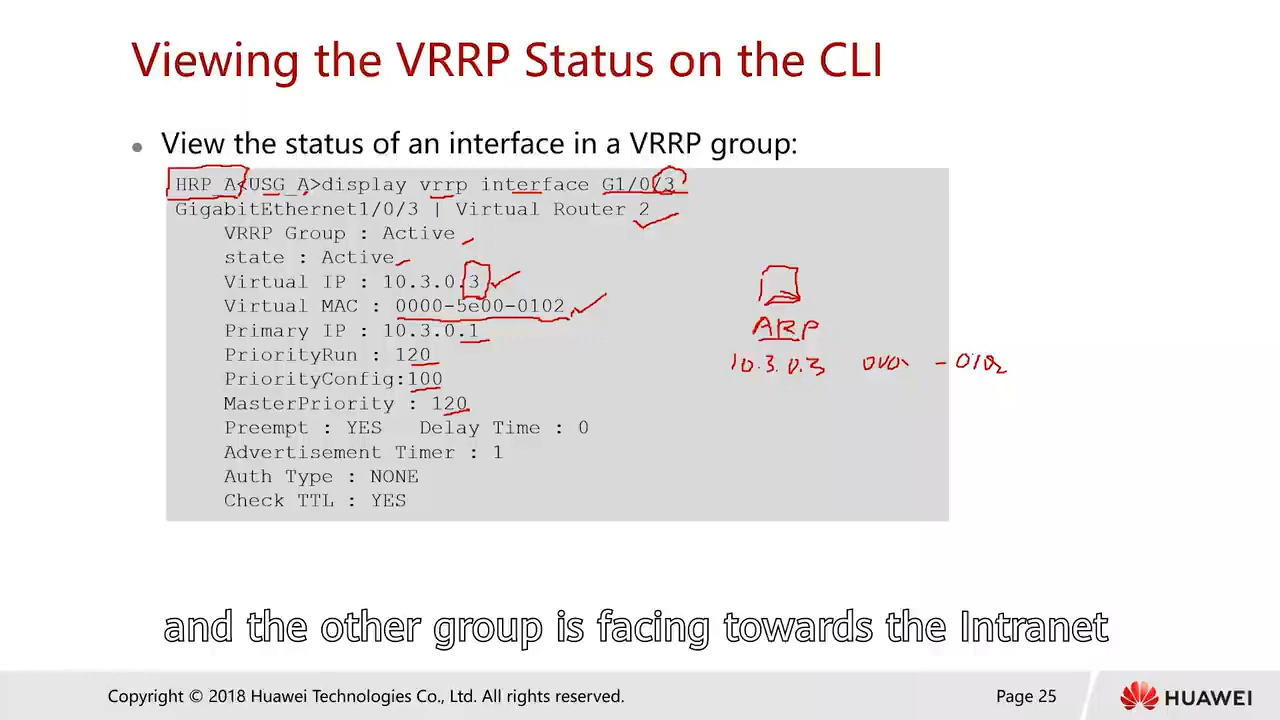 Viewing the VRRP Status on the CLI
• View the status of an interface in a VRRP group:
HRP_A<USG_A>display vrrp interface G1/0/3
GigabitEthernet1/0/3 | Virtual Router 2
VRRP Group : Active
state : Active
Virtual IP : 10.3.0.3
Virtual MAC : 0000-5e00-0102
Primary IP : 10.3.0.1
PriorityRun : 120
PriorityConfig:100
MasterPriority : 120
Preempt : YES Delay Time : 0
Advertisement Timer : 1
Auth Type : NONE
Check TTL : YES
ARP
10.3.0.3 - 0102
and the other group is facing towards the Intranet
Copyright © 2018 Huawei Technologies Co., Ltd. All rights reserved.
Page 25
HUAWEI